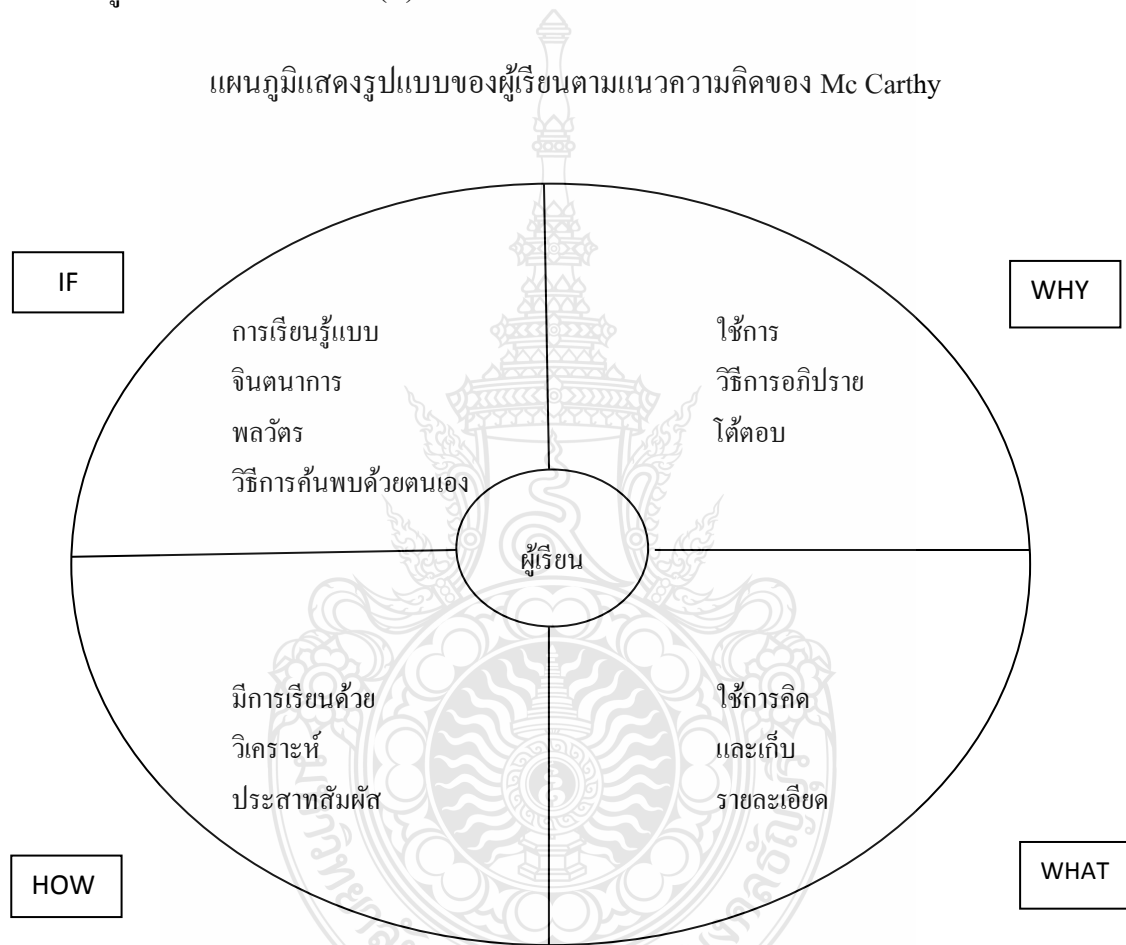 แผนภูมิแสดงรูปแบบของผู้เรียนตามแนวความคิดของ Mc Carthy
IF
WHY
การเรียนรู้แบบ
จินตนาการ
พลวัตร
วิธีการค้นพบด้วยตนเอง
ใช้การ
วิธีการอภิปราย
โต้ตอบ
ผู้เรียน
มีการเรียนด้วย
วิเคราะห์
ประสาทสัมผัส
ใช้การคิด
และเก็บ
รายละเอียด
HOW
WHAT